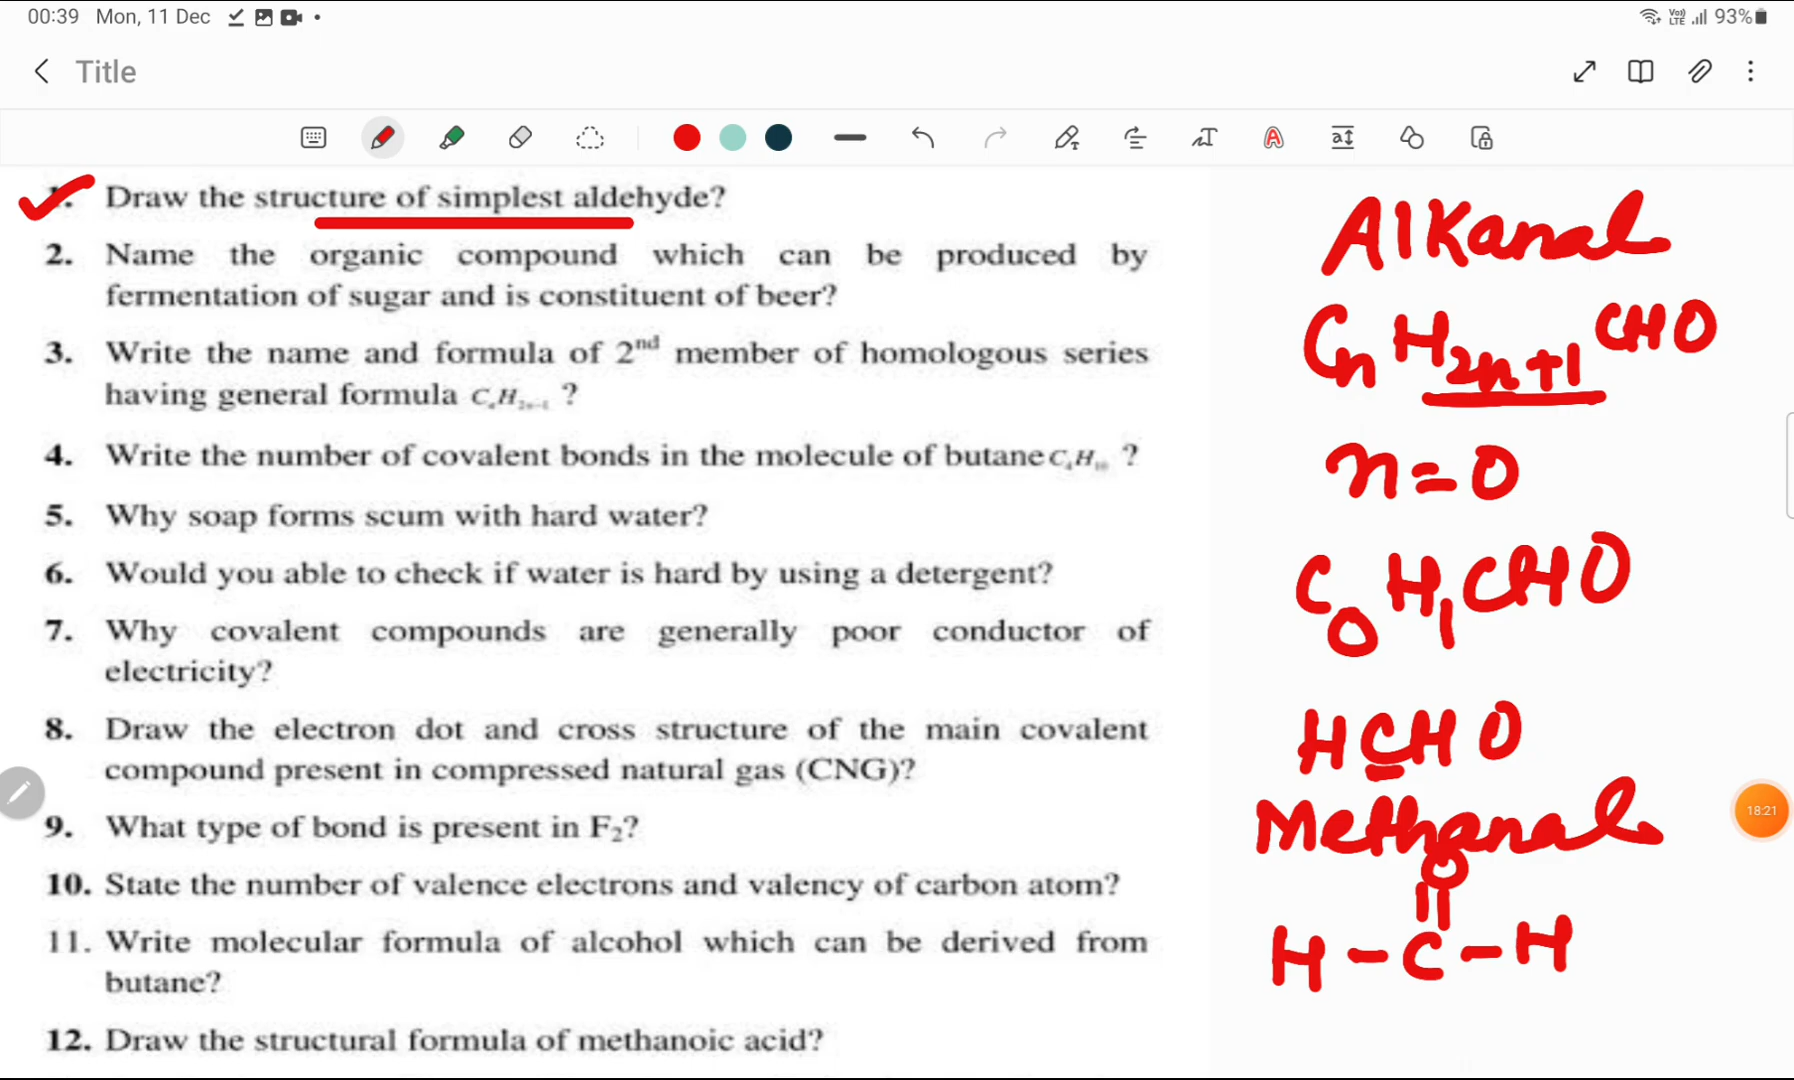 00:39 Mon, 11 Dec
93%
Title
Draw the structure of simplest aldehyde?
2. Name the organic compound which can be produced by
fermentation of sugar and is constituent of beer?
3. Write the name and formula of 2nd member of homologous series
having general formula ?
4. Write the number of covalent bonds in the molecule of butane C4H10 ?
5. Why soap forms scum with hard water?
6. Would you able to check if water is hard by using a detergent?
7. Why covalent compounds are generally poor conductor of
electricity?
8. Draw the electron dot and cross structure of the main covalent
compound present in compressed natural gas (CNG)?
9. What type of bond is present in F2?
10. State the number of valence electrons and valency of carbon atom?
11. Write molecular formula of alcohol which can be derived from
butane?
12. Draw the structural formula of methanoic acid?
Alkanal
CnH2n+1 CHO
n=0
C0H1CHO
HCHO
Methanal
O
H-C-H
18:21